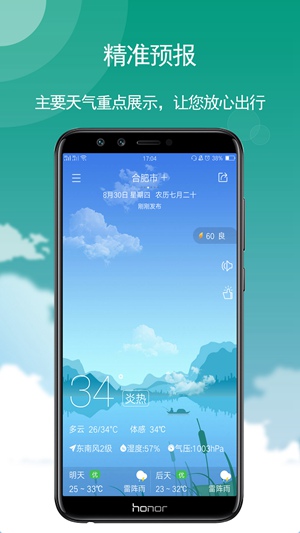 精准预报
主要天气重点展示，让您放心出行
17:04
合肥市 +
8月30日 星期四 农历七月二十
刚刚发布
60 良
34° 炎热
多云 26/34℃ 体感 34℃
东南风2级 湿度:57% 气压:1003hPa
明天 优 后天 优
25 ~ 33℃ 雷阵雨 23 ~ 32℃ 雷阵雨
honor